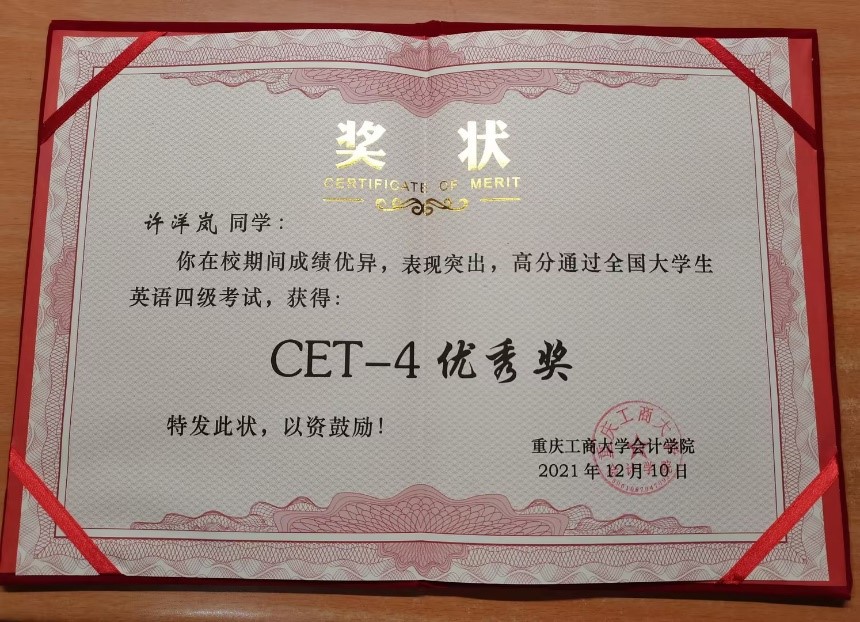 奖 状
CERTIFICATE OF MERIT
许洋岚 同学：
你在校期间成绩优异，表现突出，高分通过全国大学生
英语四级考试，获得：
CET-4 优秀奖
特发此状，以资鼓励！
重庆工商大学会计学院
2021 年 12 月 10 日